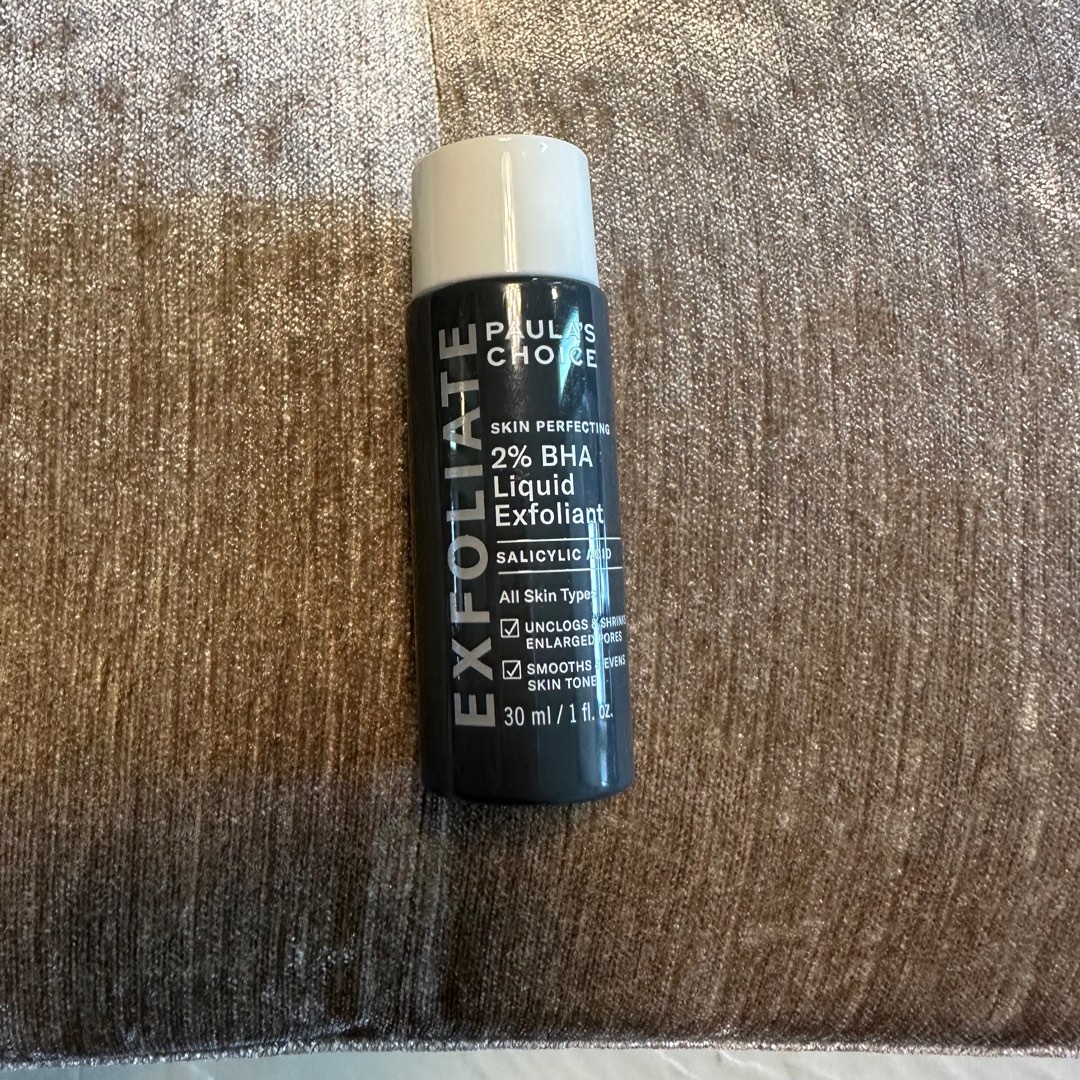 EXFOLIATE
PAULA'S
CHOICE
SKIN PERFECTING
2% BHA
Liquid
Exfoliant
SALICYLIC ACID
All Skin Types
UNCLOGS & SHRINKS
ENLARGED PORES
SMOOTHS & EVENS
SKIN TONE
30 ml / 1 fl. oz.